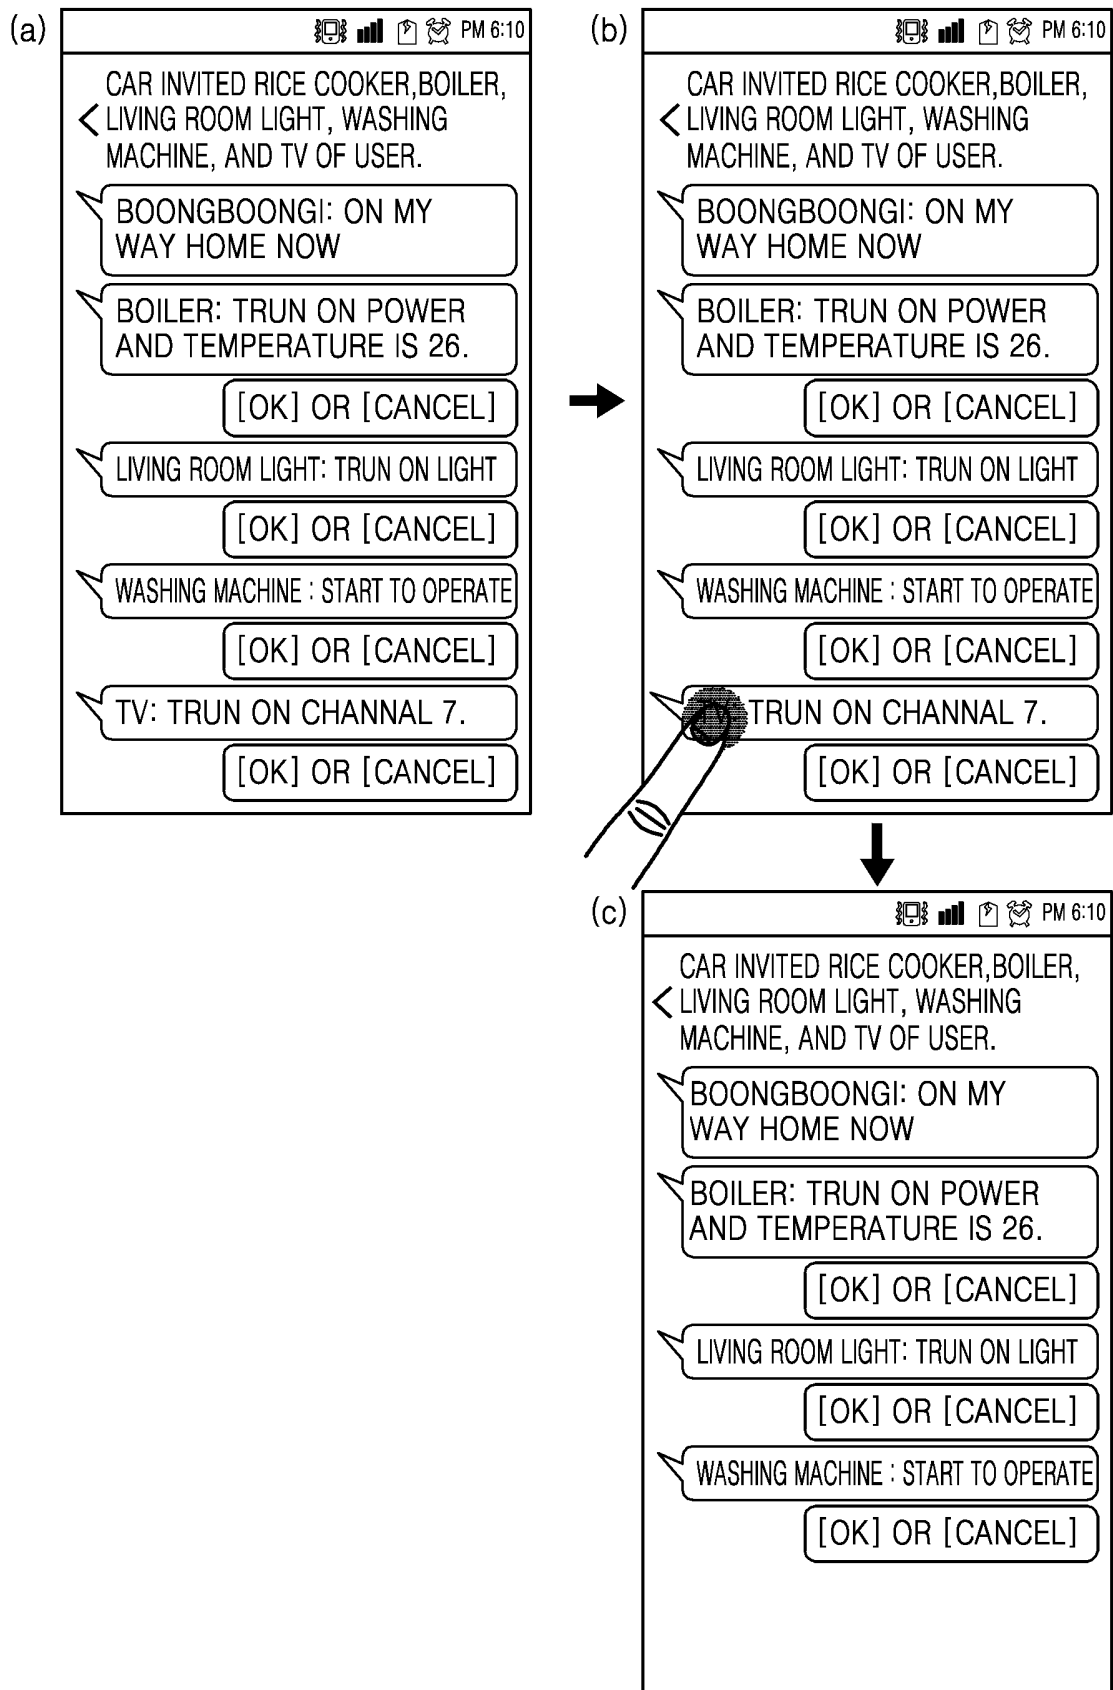 (a)
PM 6:10
CAR INVITED RICE COOKER,BOILER,
< LIVING ROOM LIGHT, WASHING
MACHINE, AND TV OF USER.
BOONGBOONGI: ON MY
WAY HOME NOW
BOILER: TRUN ON POWER
AND TEMPERATURE IS 26.
[OK] OR [CANCEL]
LIVING ROOM LIGHT: TRUN ON LIGHT
[OK] OR [CANCEL]
WASHING MACHINE : START TO OPERATE
[OK] OR [CANCEL]
TV: TRUN ON CHANNAL 7.
[OK] OR [CANCEL]
(b)
PM 6:10
CAR INVITED RICE COOKER,BOILER,
< LIVING ROOM LIGHT, WASHING
MACHINE, AND TV OF USER.
BOONGBOONGI: ON MY
WAY HOME NOW
BOILER: TRUN ON POWER
AND TEMPERATURE IS 26.
[OK] OR [CANCEL]
LIVING ROOM LIGHT: TRUN ON LIGHT
[OK] OR [CANCEL]
WASHING MACHINE : START TO OPERATE
[OK] OR [CANCEL]
TRUN ON CHANNAL 7.
[OK] OR [CANCEL]
(c)
PM 6:10
CAR INVITED RICE COOKER,BOILER,
< LIVING ROOM LIGHT, WASHING
MACHINE, AND TV OF USER.
BOONGBOONGI: ON MY
WAY HOME NOW
BOILER: TRUN ON POWER
AND TEMPERATURE IS 26.
[OK] OR [CANCEL]
LIVING ROOM LIGHT: TRUN ON LIGHT
[OK] OR [CANCEL]
WASHING MACHINE : START TO OPERATE
[OK] OR [CANCEL]